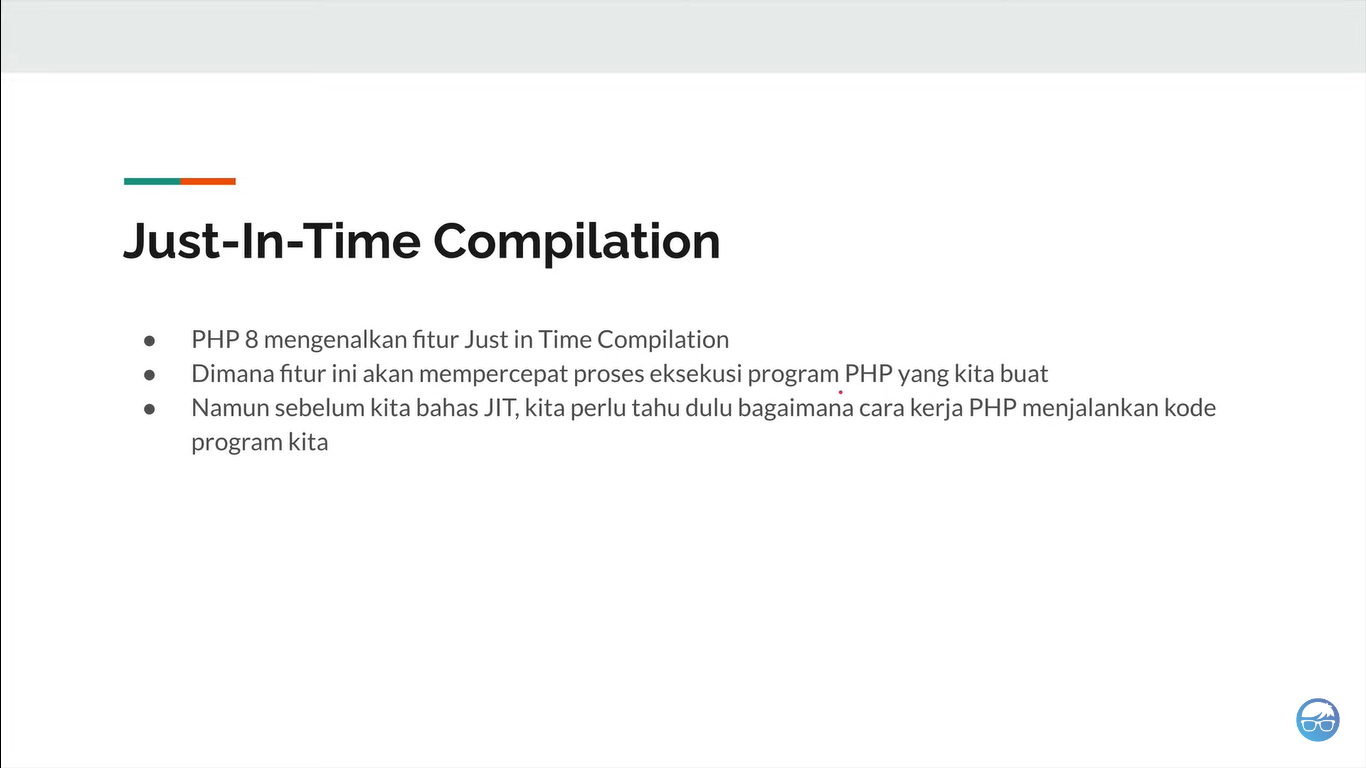 Just-In-Time Compilation
● PHP 8 mengenalkan fitur Just in Time Compilation
● Dimana fitur ini akan mempercepat proses eksekusi program PHP yang kita buat
● Namun sebelum kita bahas JIT, kita perlu tahu dulu bagaimana cara kerja PHP menjalankan kode
program kita